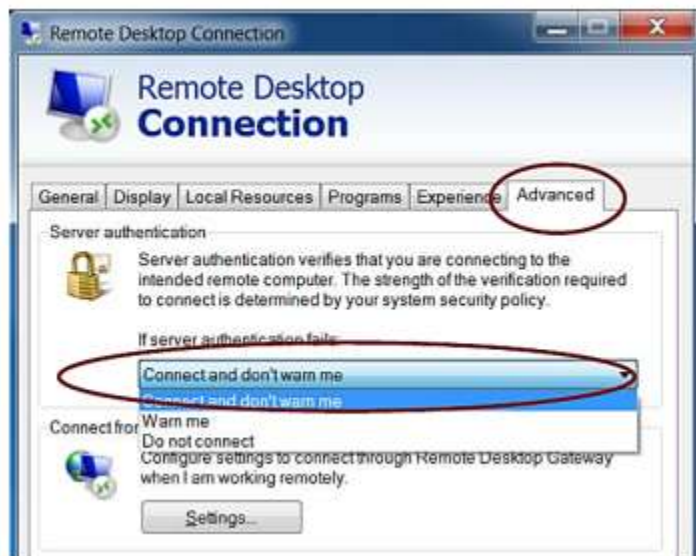 Remote Desktop Connection
Remote Desktop
Connection
General Display Local Resources Programs Experience Advanced
Server authentication
Server authentication verifies that you are connecting to the
intended remote computer. The strength of the verification required
to connect is determined by your system security policy.
If server authentication fails:
Connect and don't warn me
Connect and don't warn me
Warn me
Do not connect
Connect from
Configure settings to connect through Remote Desktop Gateway
when I am working remotely.
Settings...